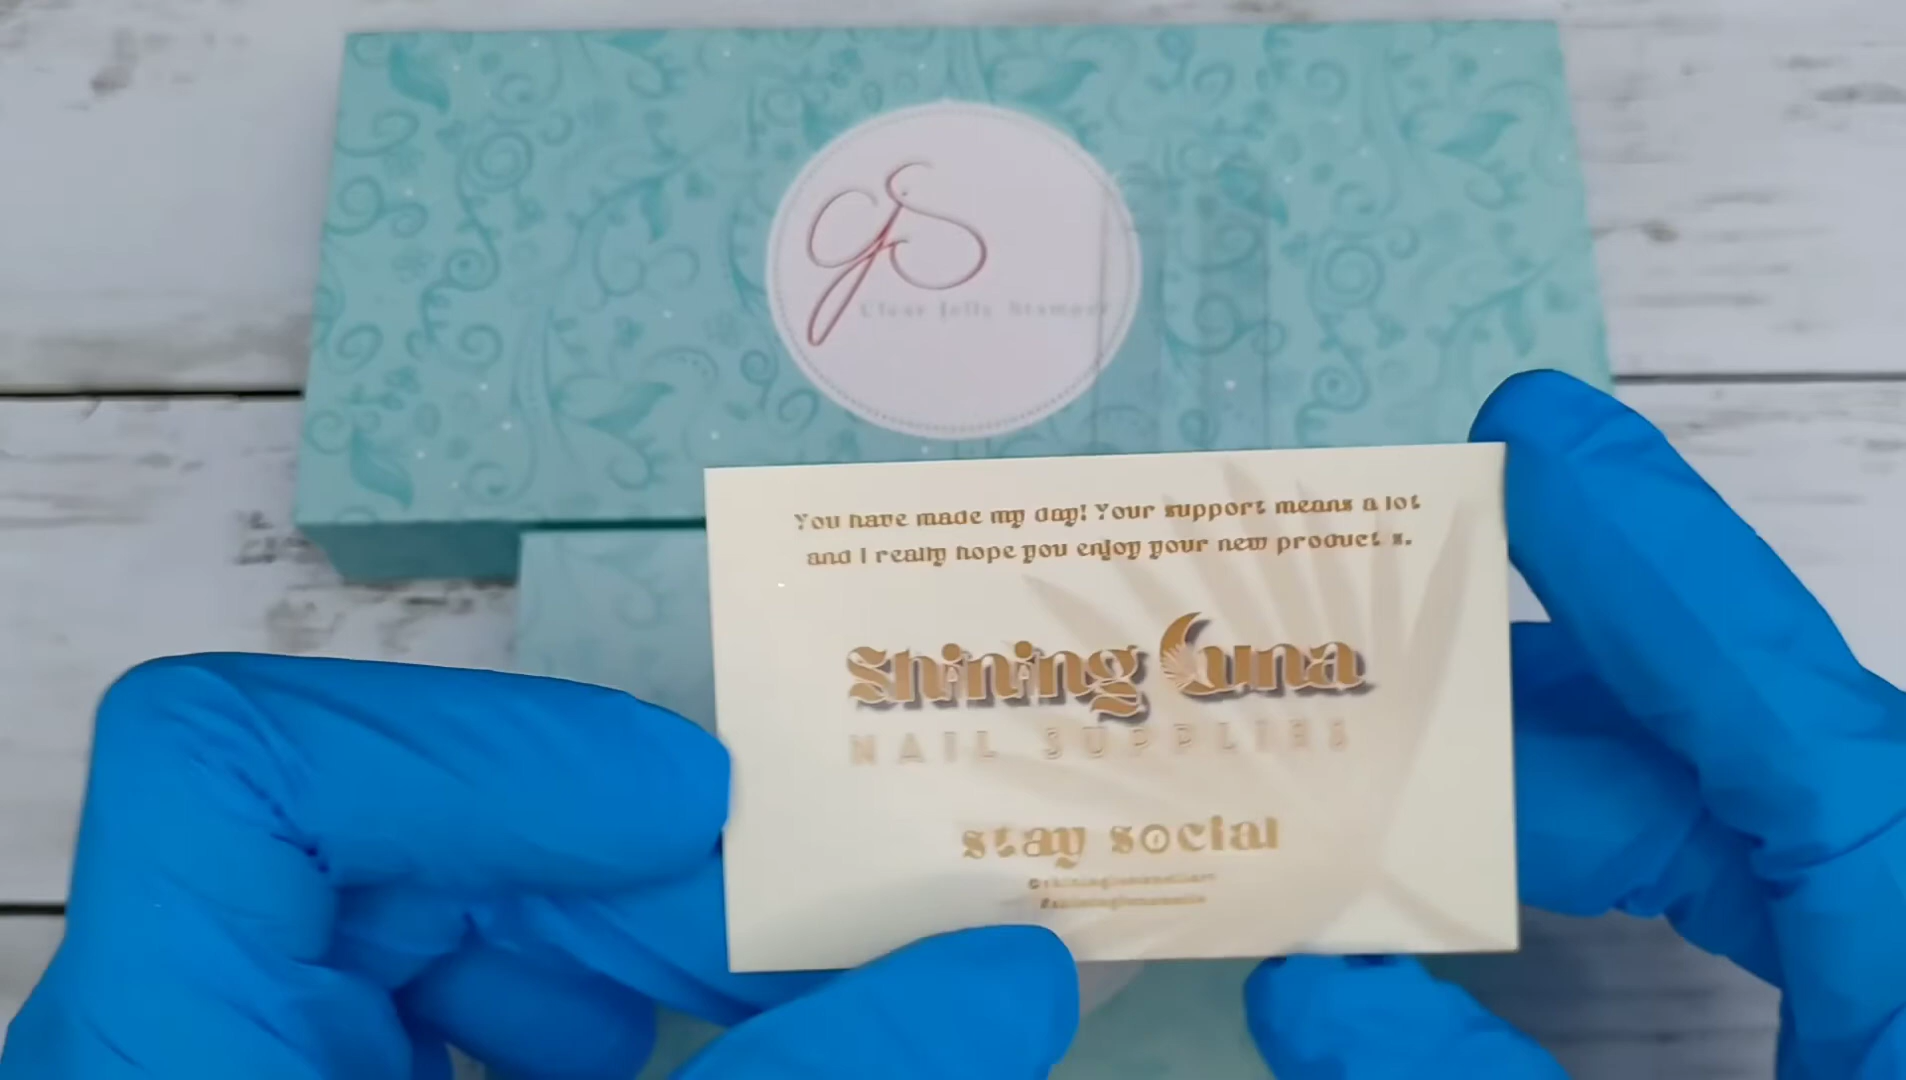 GS
Clear Jelly Stamper
You have made my day! Your support means a lot
and I really hope you enjoy your new product s.
Shining Luna
NAIL SUPPLIES
stay social